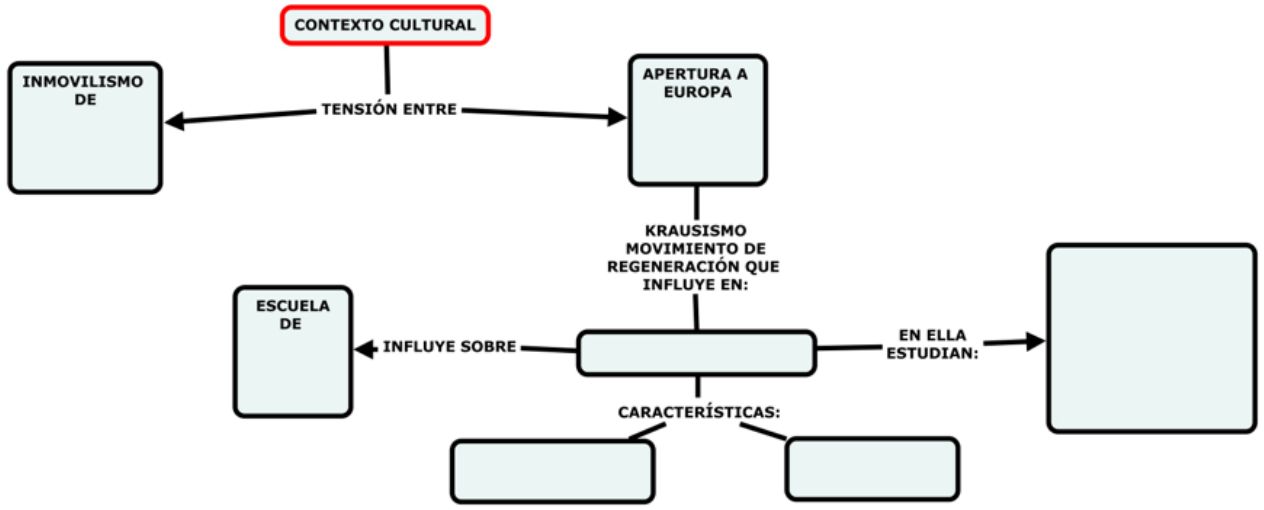 CONTEXTO CULTURAL
INMOVILISMO
DE
TENSIÓN ENTRE
APERTURA A
EUROPA
KRAUSISMO
MOVIMIENTO DE
REGENERACIÓN QUE
INFLUYE EN:
ESCUELA
DE
INFLUYE SOBRE
EN ELLA
ESTUDIAN:
CARACTERÍSTICAS: